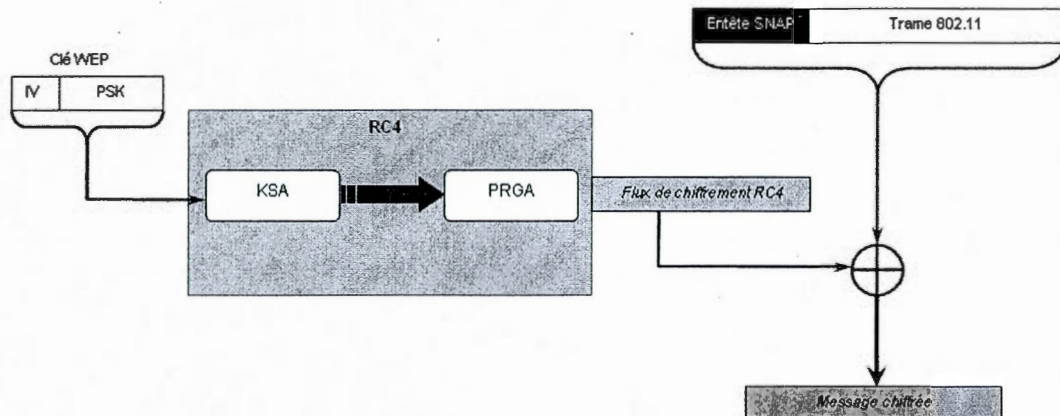 Entête SNAP Trame 802.11
Clé WEP
IV PSK
RC4
KSA PRGA Flux de chiffrement RC4
Message chiffrée